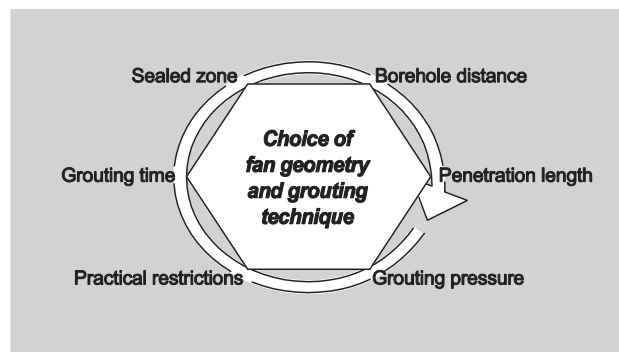 Sealed zone
Borehole distance
Choice of
fan geometry
and grouting
technique
Grouting time
Penetration length
Practical restrictions
Grouting pressure